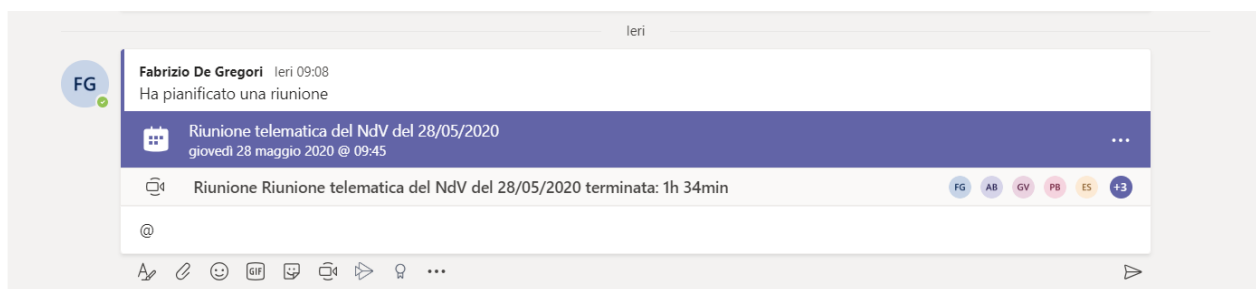 Ieri
FG
Fabrizio De Gregori Ieri 09:08
Ha pianificato una riunione
Riunione telematica del NdV del 28/05/2020
giovedì 28 maggio 2020 @ 09:45
Riunione Riunione telematica del NdV del 28/05/2020 terminata: 1h 34min
FG AB GV PB ES +3
@
GIF